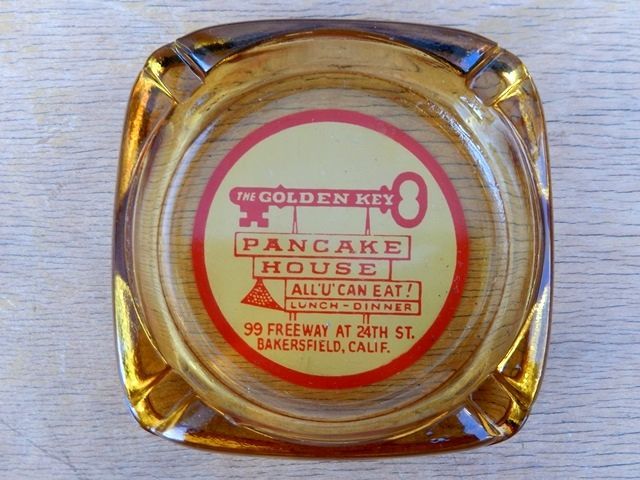 THE GOLDEN KEY
PANCAKE
HOUSE
ALL "U" CAN EAT!
LUNCH - DINNER
99 FREEWAY AT 24TH ST.
BAKERSFIELD, CALIF.